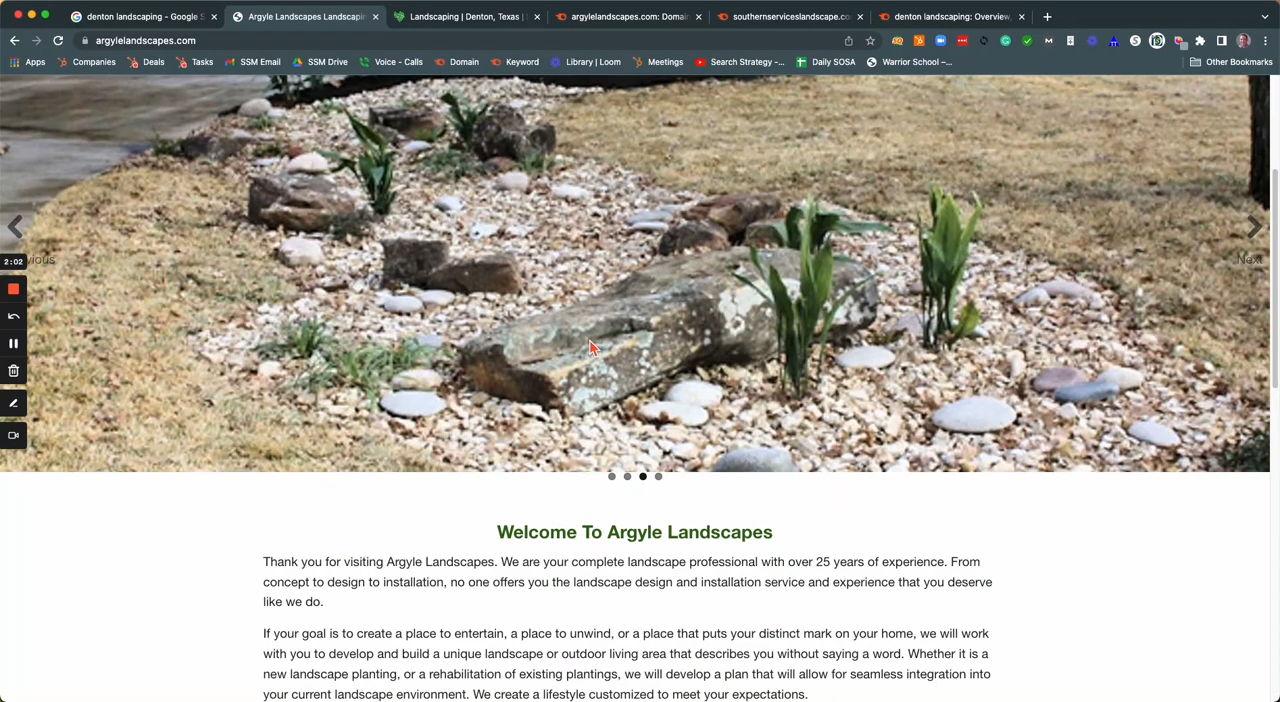 denton landscaping - Google S
Argyle Landscapes Landscapin
Landscaping | Denton, Texas |
argylelandscapes.com: Domai
southernserviceslandscape.co
denton landscaping: Overview,
argylelandscapes.com
Apps
Companies
Deals
Tasks
SSM Email
SSM Drive
Voice - Calls
Domain
Keyword
Library | Loom
Meetings
Search Strategy -...
Daily SOSA
Warrior School –...
Other Bookmarks
2:02
vious
Next
Welcome To Argyle Landscapes
Thank you for visiting Argyle Landscapes. We are your complete landscape professional with over 25 years of experience. From
concept to design to installation, no one offers you the landscape design and installation service and experience that you deserve
like we do.
If your goal is to create a place to entertain, a place to unwind, or a place that puts your distinct mark on your home, we will work
with you to develop and build a unique landscape or outdoor living area that describes you without saying a word. Whether it is a
new landscape planting, or a rehabilitation of existing plantings, we will develop a plan that will allow for seamless integration into
your current landscape environment. We create a lifestyle customized to meet your expectations.